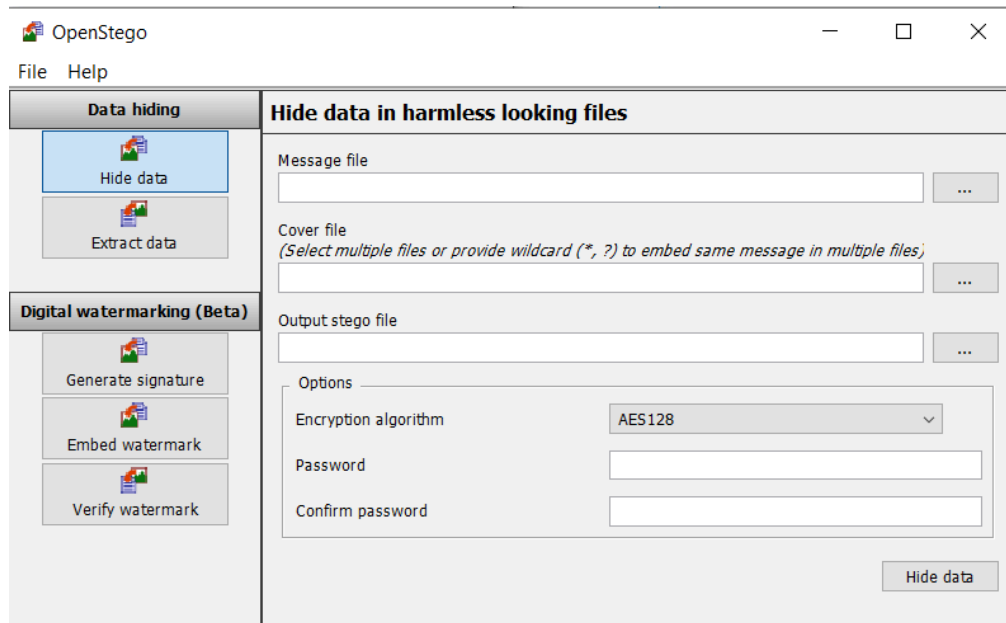 OpenStego
File Help
Data hiding
Hide data
Extract data
Digital watermarking (Beta)
Generate signature
Embed watermark
Verify watermark
Hide data in harmless looking files
Message file
...
Cover file
(Select multiple files or provide wildcard (*, ?) to embed same message in multiple files)
...
Output stego file
...
Options
Encryption algorithm
AES128
Password
Confirm password
Hide data